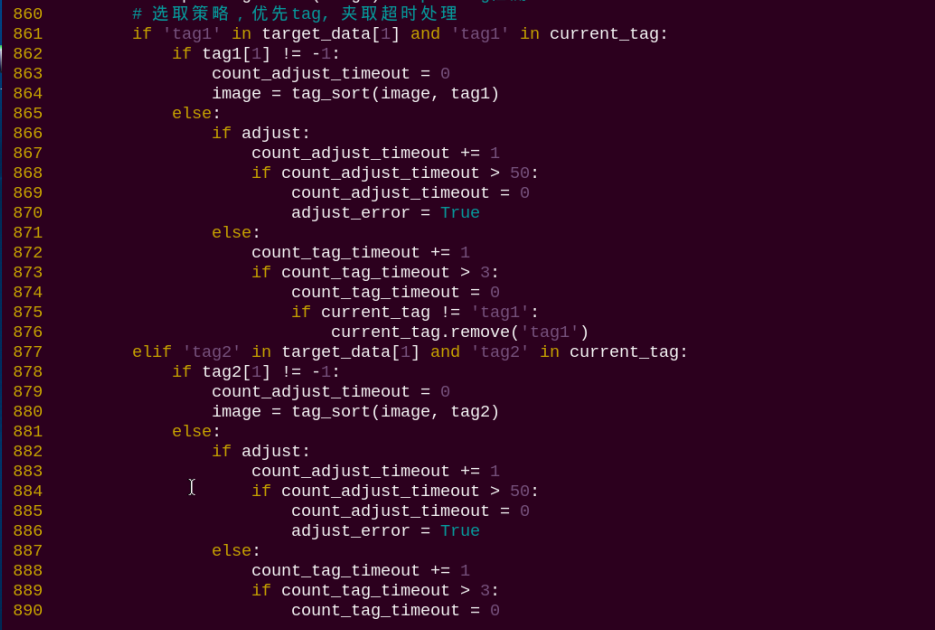 860         # 选取策略，优先tag, 夹取超时处理
861         if 'tag1' in target_data[1] and 'tag1' in current_tag:
862             if tag1[1] != -1:
863                 count_adjust_timeout = 0
864                 image = tag_sort(image, tag1)
865             else:
866                 if adjust:
867                     count_adjust_timeout += 1
868                     if count_adjust_timeout > 50:
869                         count_adjust_timeout = 0
870                         adjust_error = True
871                 else:
872                     count_tag_timeout += 1
873                     if count_tag_timeout > 3:
874                         count_tag_timeout = 0
875                         if current_tag != 'tag1':
876                             current_tag.remove('tag1')
877         elif 'tag2' in target_data[1] and 'tag2' in current_tag:
878             if tag2[1] != -1:
879                 count_adjust_timeout = 0
880                 image = tag_sort(image, tag2)
881             else:
882                 if adjust:
883                     count_adjust_timeout += 1
884                     if count_adjust_timeout > 50:
885                         count_adjust_timeout = 0
886                         adjust_error = True
887                 else:
888                     count_tag_timeout += 1
889                     if count_tag_timeout > 3:
890                         count_tag_timeout = 0